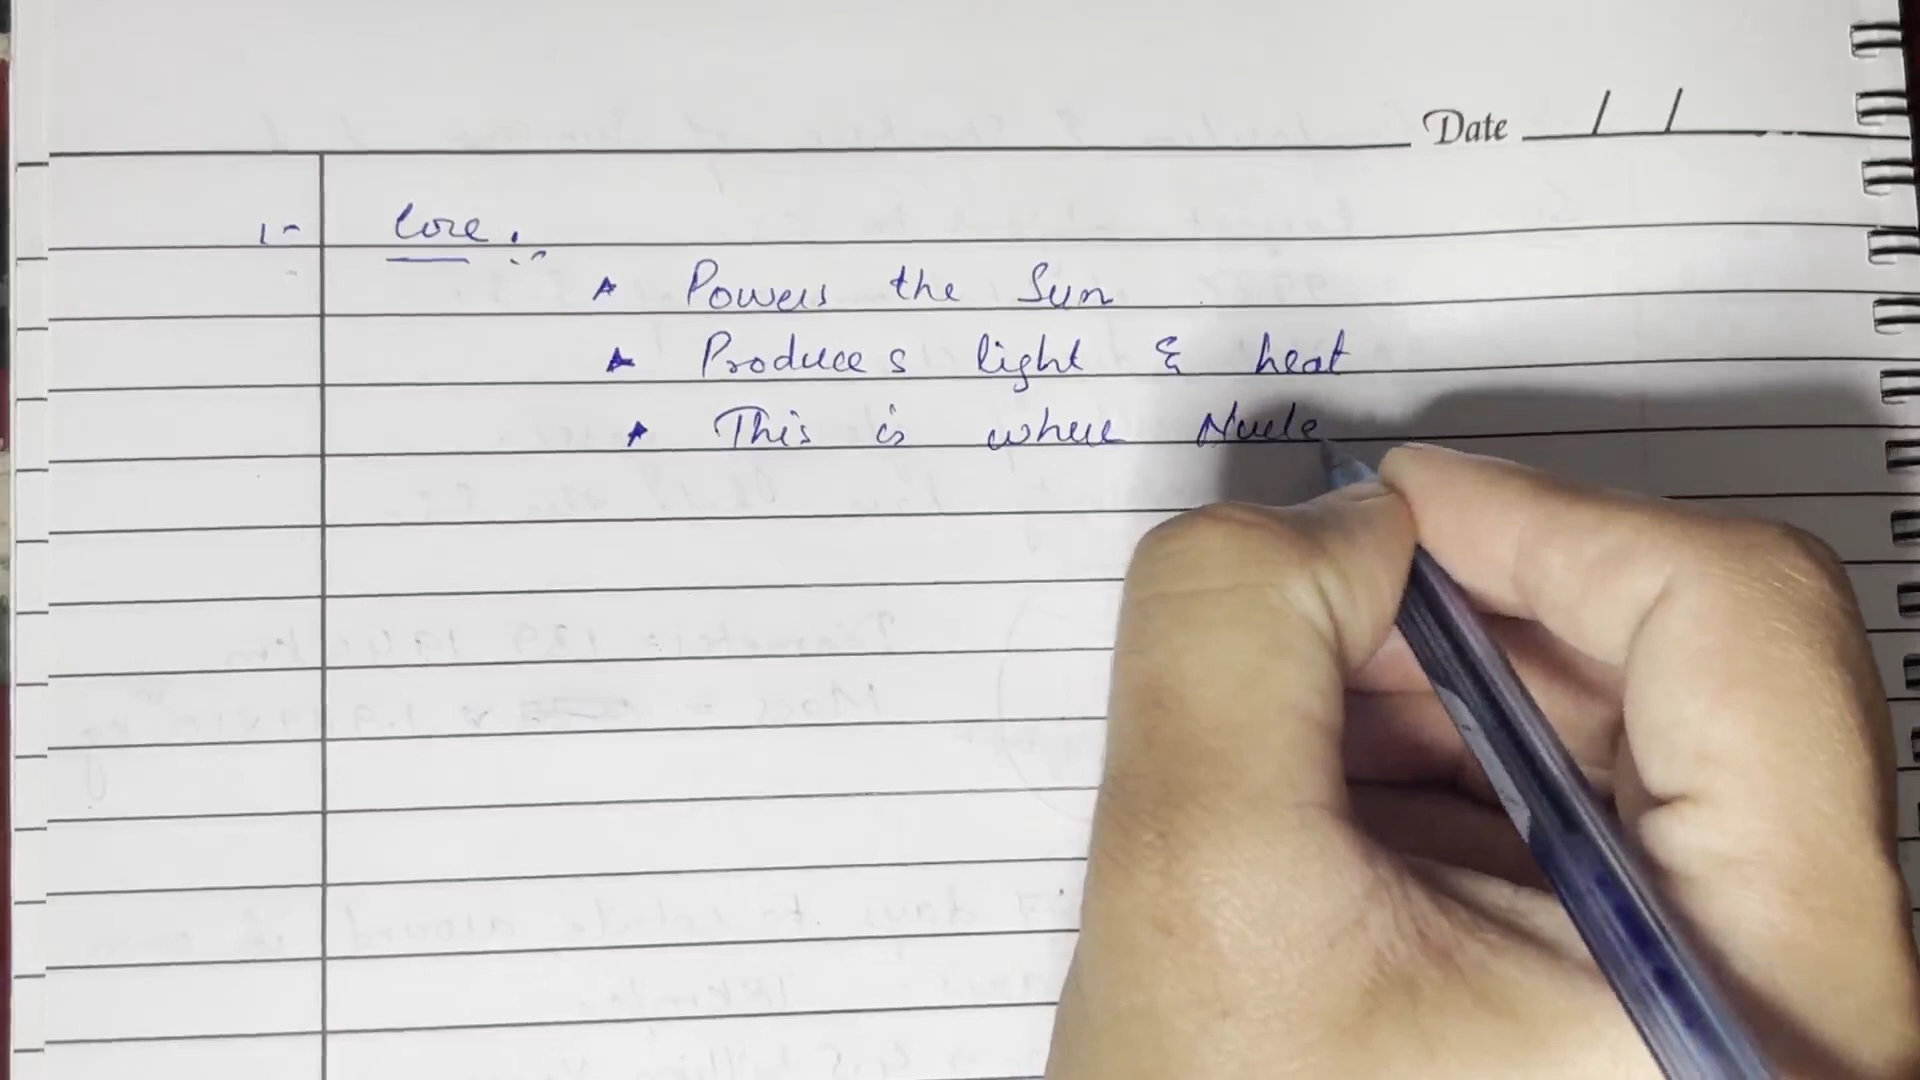 Date / /
1- Core :-
★ Powers the Sun
★ Produces light & heat
★ This is where Nucle